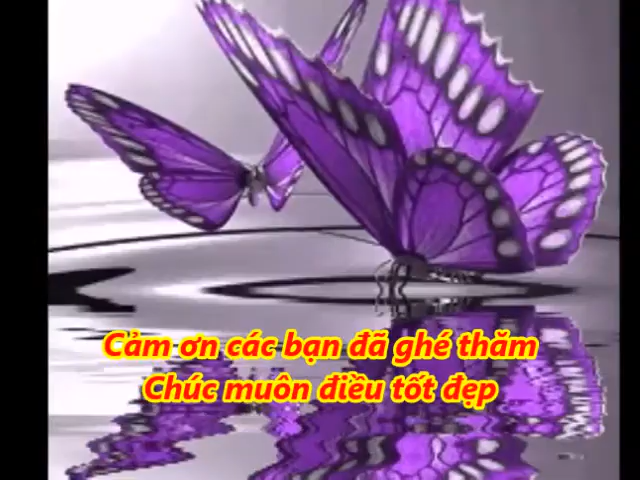 Cảm ơn các bạn đã ghé thăm
Chúc muôn điều tốt đẹp